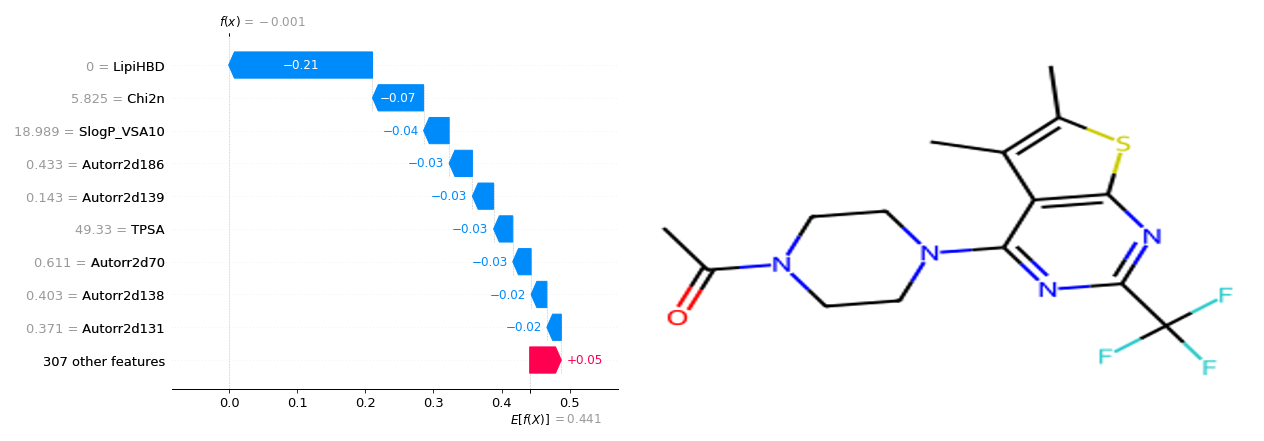 f(x) = −0.001
0 = LipiHBD
−0.21
5.825 = Chi2n
−0.07
18.989 = SlogP_VSA10
−0.04
0.433 = Autorr2d186
−0.03
0.143 = Autorr2d139
−0.03
49.33 = TPSA
−0.03
0.611 = Autorr2d70
−0.03
0.403 = Autorr2d138
−0.02
0.371 = Autorr2d131
−0.02
307 other features
+0.05
0.0 0.1 0.2 0.3 0.4 0.5
E[f(X)] = 0.441
S
N
N
N
N
O
F
F
F